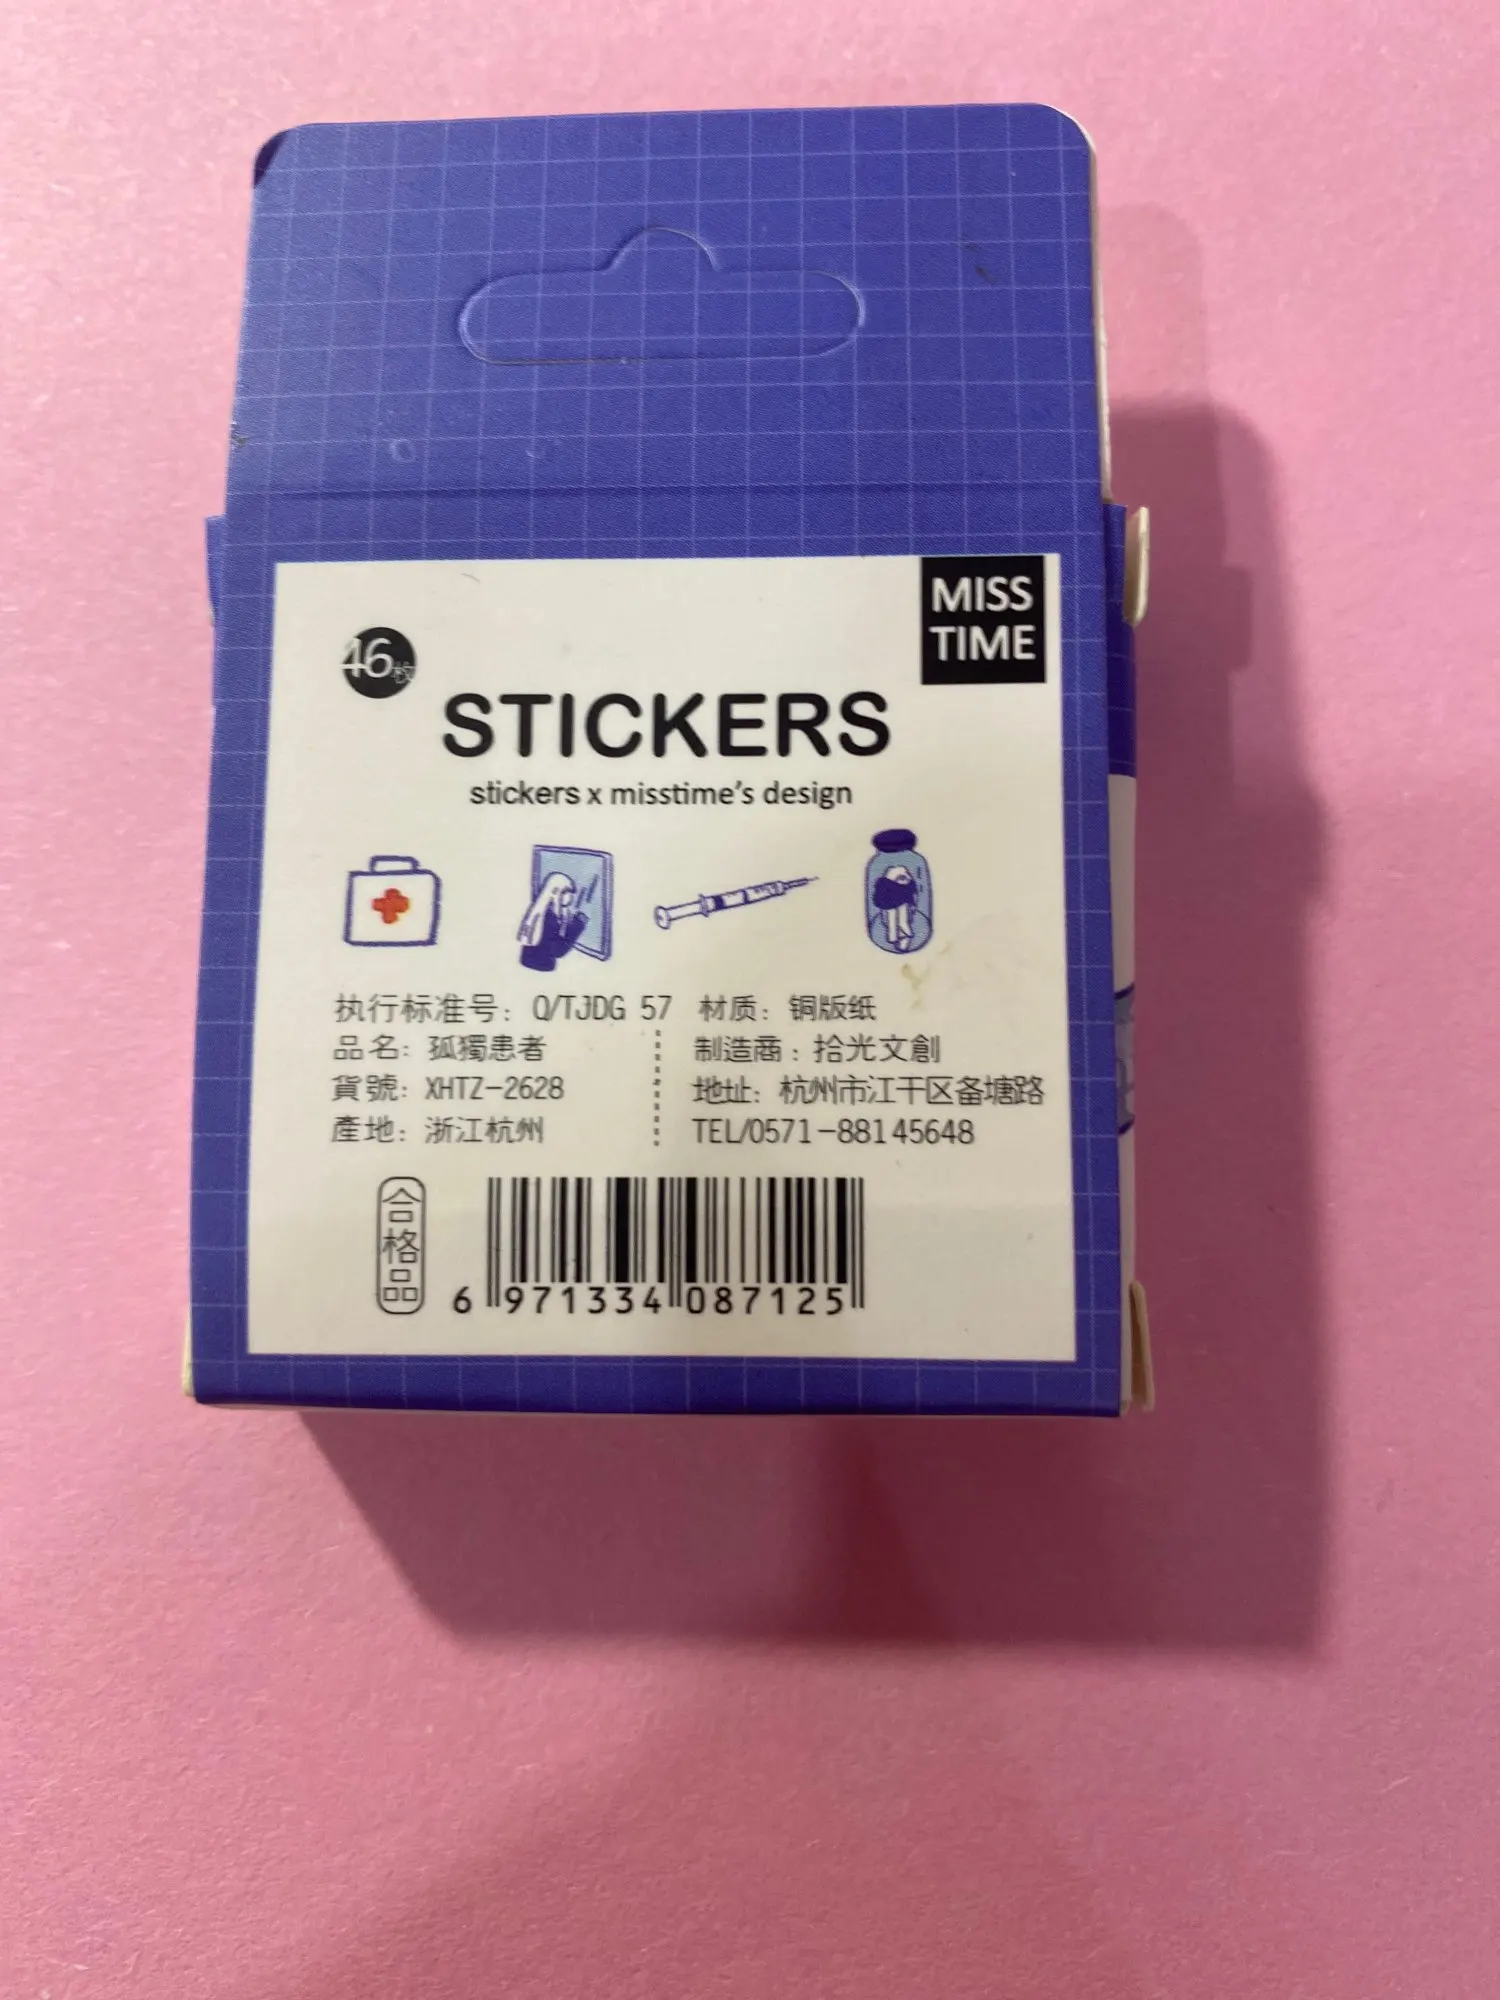 MISS
TIME
46枚
STICKERS
stickers x misstime's design
执行标准号: Q/TJDG 57 材质: 铜版纸
品名: 孤獨患者
制造商: 拾光文創
貨號: XHTZ-2628
地址: 杭州市江干区备塘路
產地: 浙江杭州
TEL/0571-88145648
合格品
6 971334 087125